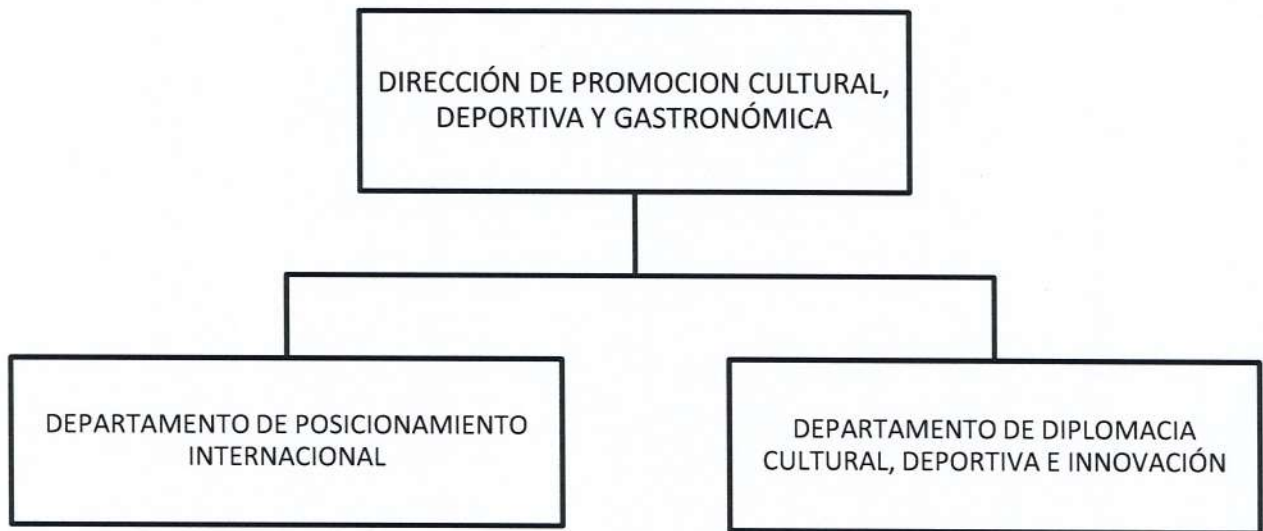 DIRECCIÓN DE PROMOCION CULTURAL,
DEPORTIVA Y GASTRONÓMICA
DEPARTAMENTO DE POSICIONAMIENTO
INTERNACIONAL
DEPARTAMENTO DE DIPLOMACIA
CULTURAL, DEPORTIVA E INNOVACIÓN